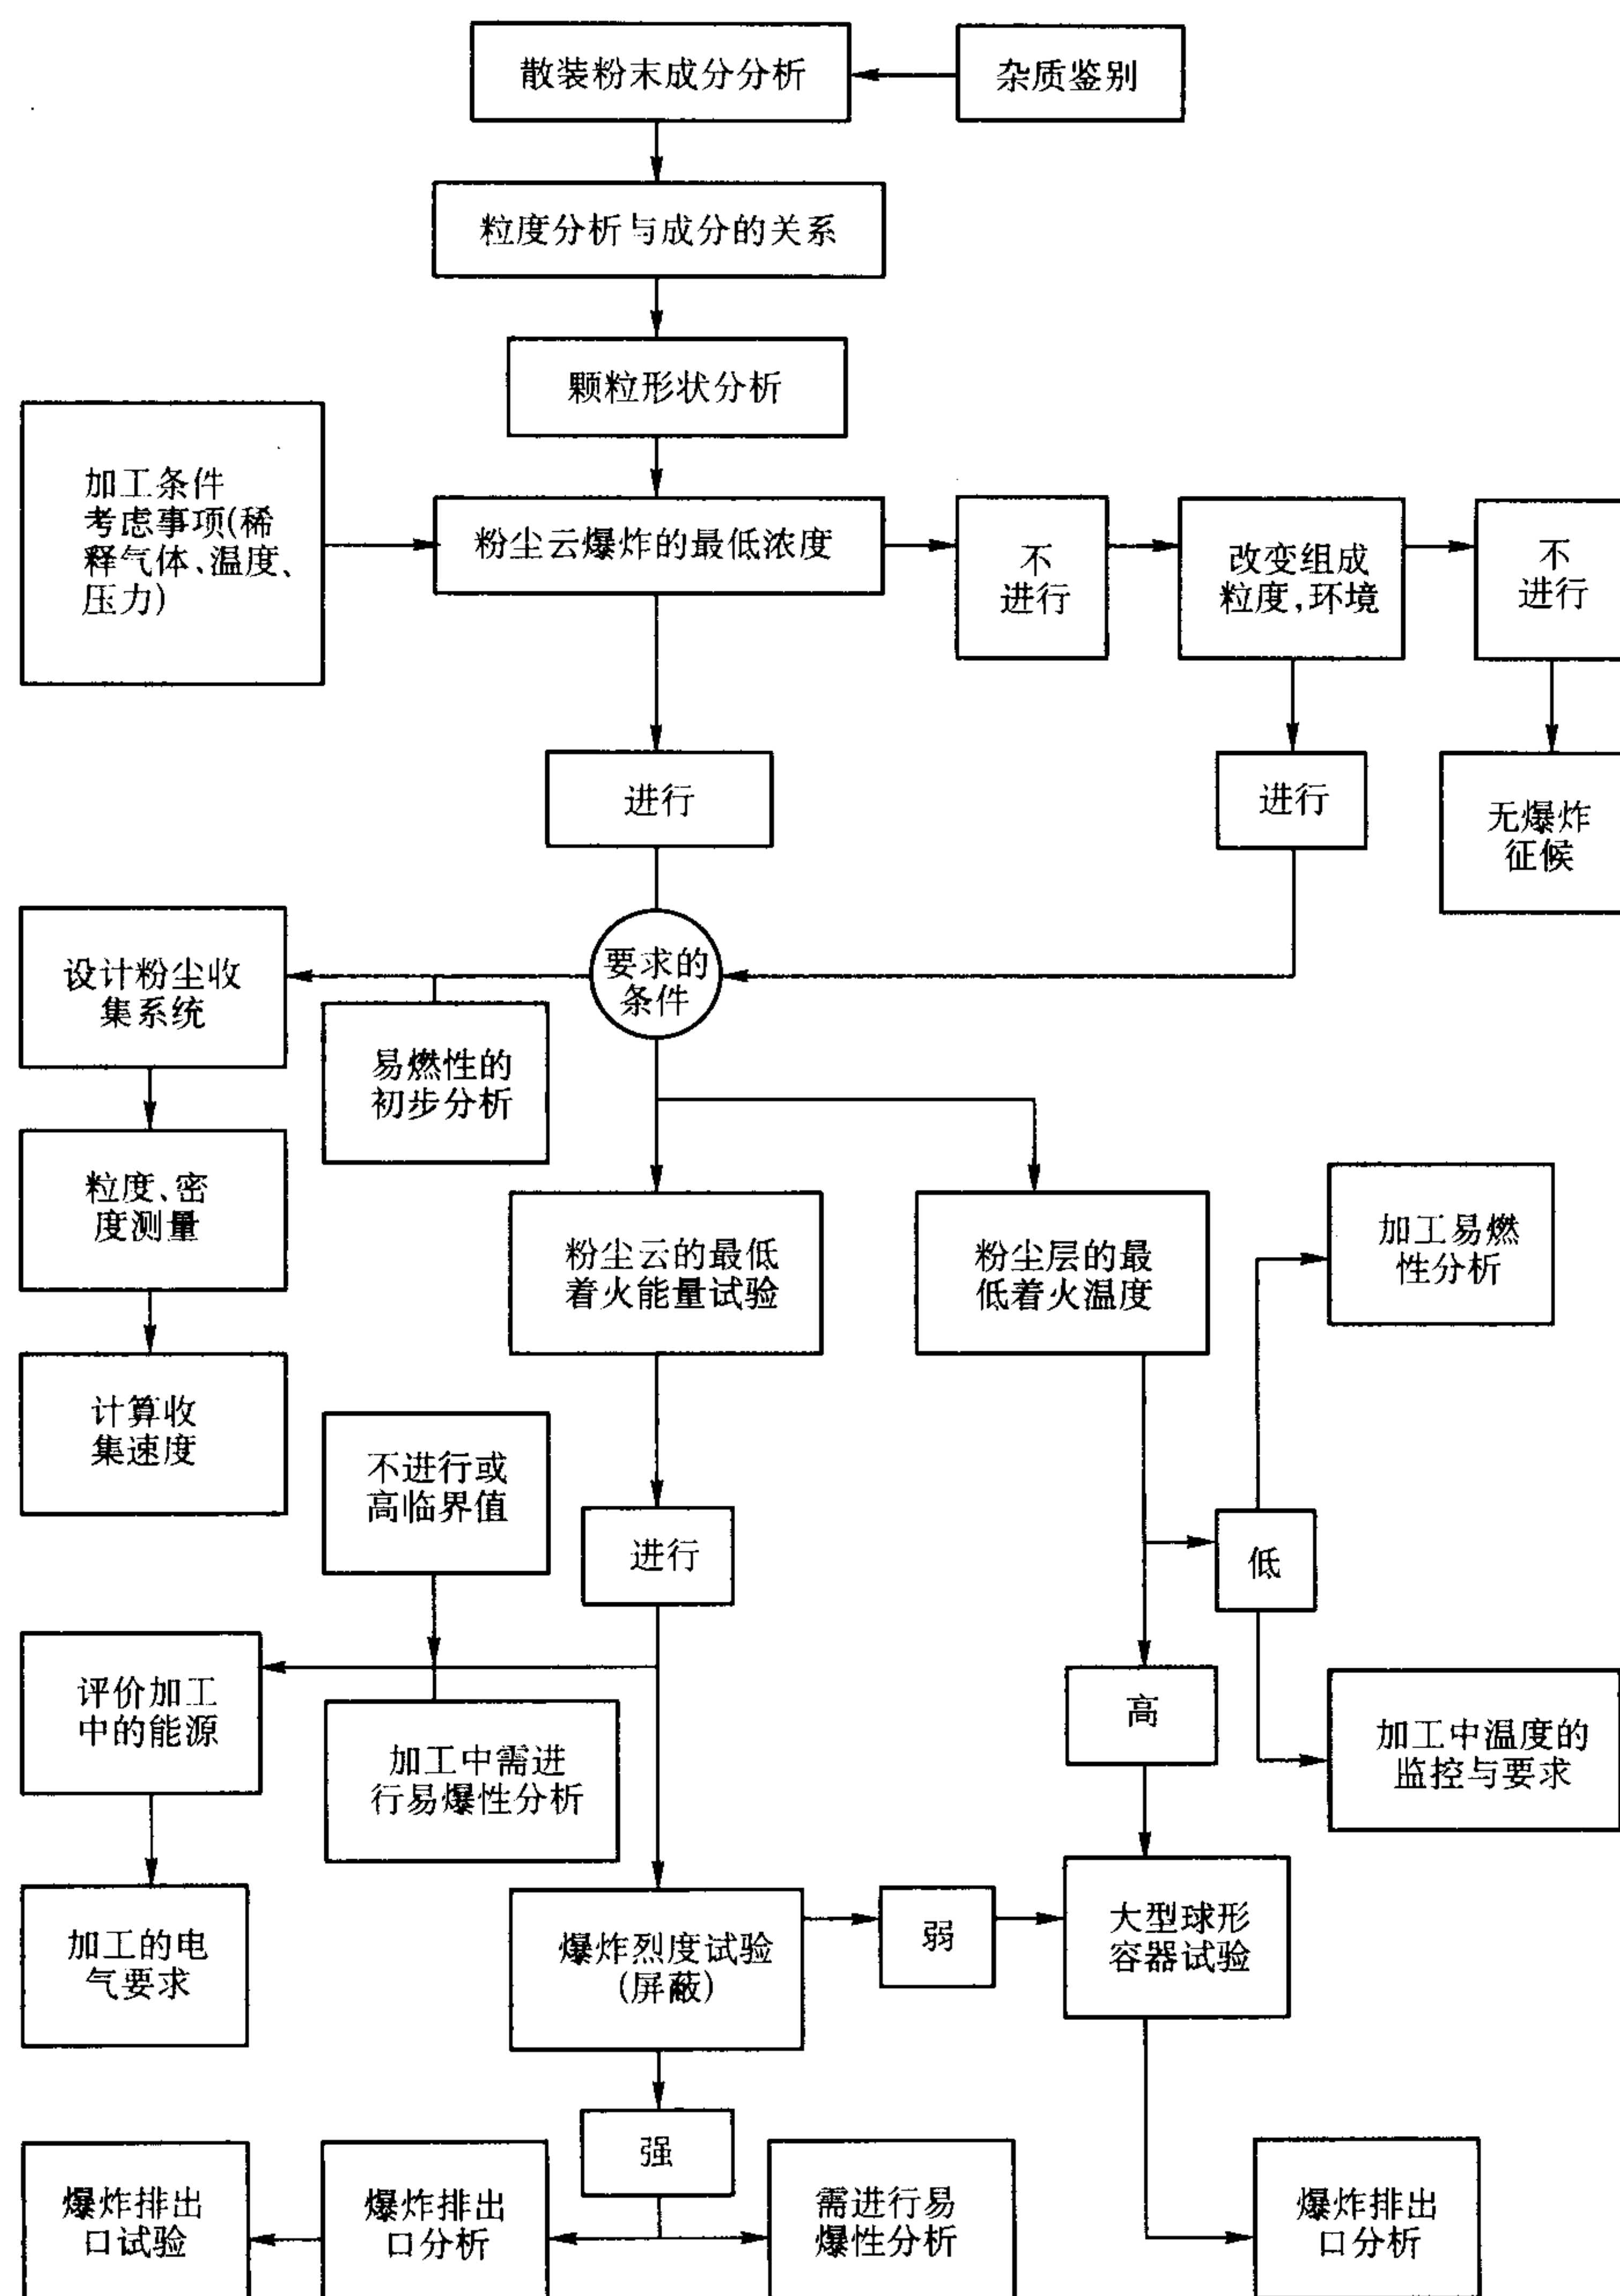 散装粉末成分分析
杂质鉴别
粒度分析与成分的关系
颗粒形状分析
加工条件
考虑事项(稀
释气体、温度、
压力)
粉尘云爆炸的最低浓度
不
进行
改变组成
粒度,环境
不
进行
进行
进行
无爆炸
征候
要求的
条件
设计粉尘收
集系统
易燃性的
初步分析
粒度、密
度测量
粉尘云的最低
着火能量试验
粉尘层的最
低着火温度
加工易燃
性分析
计算收
集速度
不进行或
高临界值
进行
低
评价加工
中的能源
加工中需进
行易爆性分析
高
加工中温度的
监控与要求
加工的电
气要求
爆炸烈度试验
(屏蔽)
弱
大型球形
容器试验
强
爆炸排出
口试验
爆炸排出
口分析
需进行易
爆性分析
爆炸排出
口分析